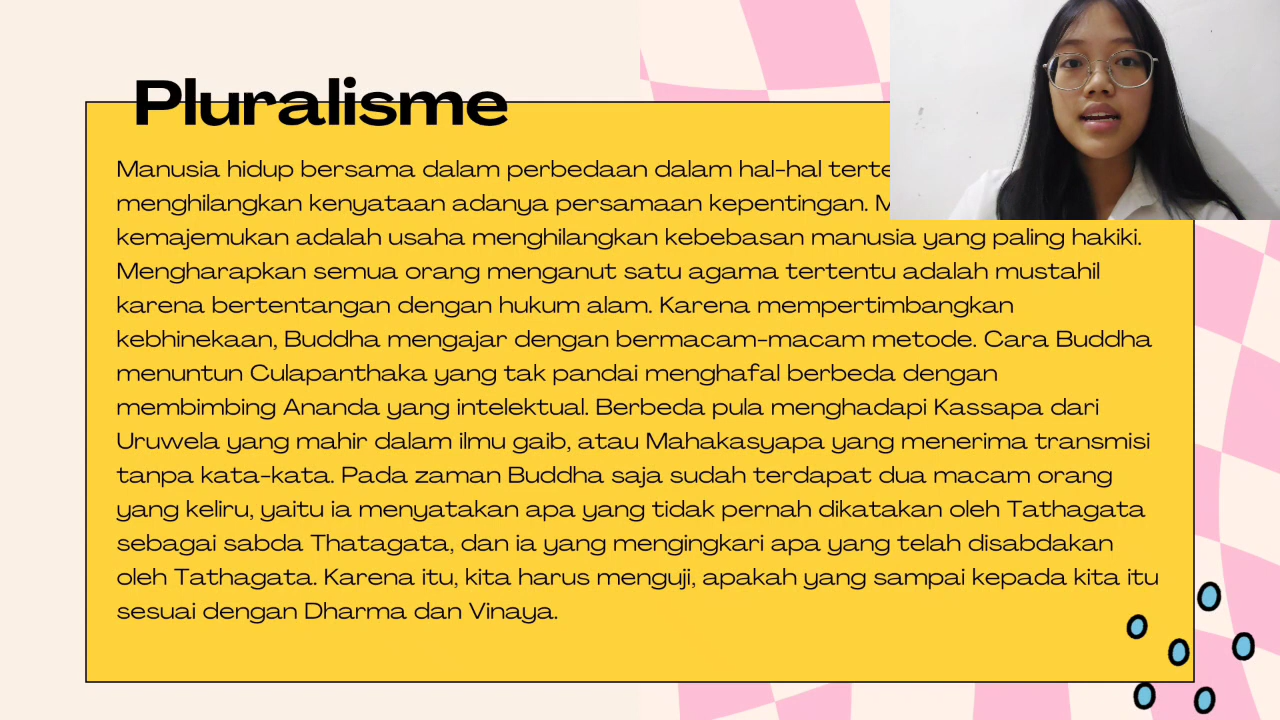 Pluralisme
Manusia hidup bersama dalam perbedaan dalam hal-hal
menghilangkan kenyataan adanya persamaan kepentingan.
kemajemukan adalah usaha menghilangkan kebebasan manusia yang paling hakiki.
Mengharapkan semua orang menganut satu agama tertentu adalah mustahil
karena bertentangan dengan hukum alam. Karena mempertimbangkan
kebhinekaan, Buddha mengajar dengan bermacam-macam metode. Cara Buddha
menuntun Culapanthaka yang tak pandai menghafal berbeda dengan
membimbing Ananda yang intelektual. Berbeda pula menghadapi Kassapa dari
Uruwela yang mahir dalam ilmu gaib, atau Mahakasyapa yang menerima transmisi
tanpa kata-kata. Pada zaman Buddha saja sudah terdapat dua macam orang
yang keliru, yaitu ia menyatakan apa yang tidak pernah dikatakan oleh Tathagata
sebagai sabda Thatagata, dan ia yang mengingkari apa yang telah disabdakan
oleh Tathagata. Karena itu, kita harus menguji, apakah yang sampai kepada kita itu
sesuai dengan Dharma dan Vinaya.